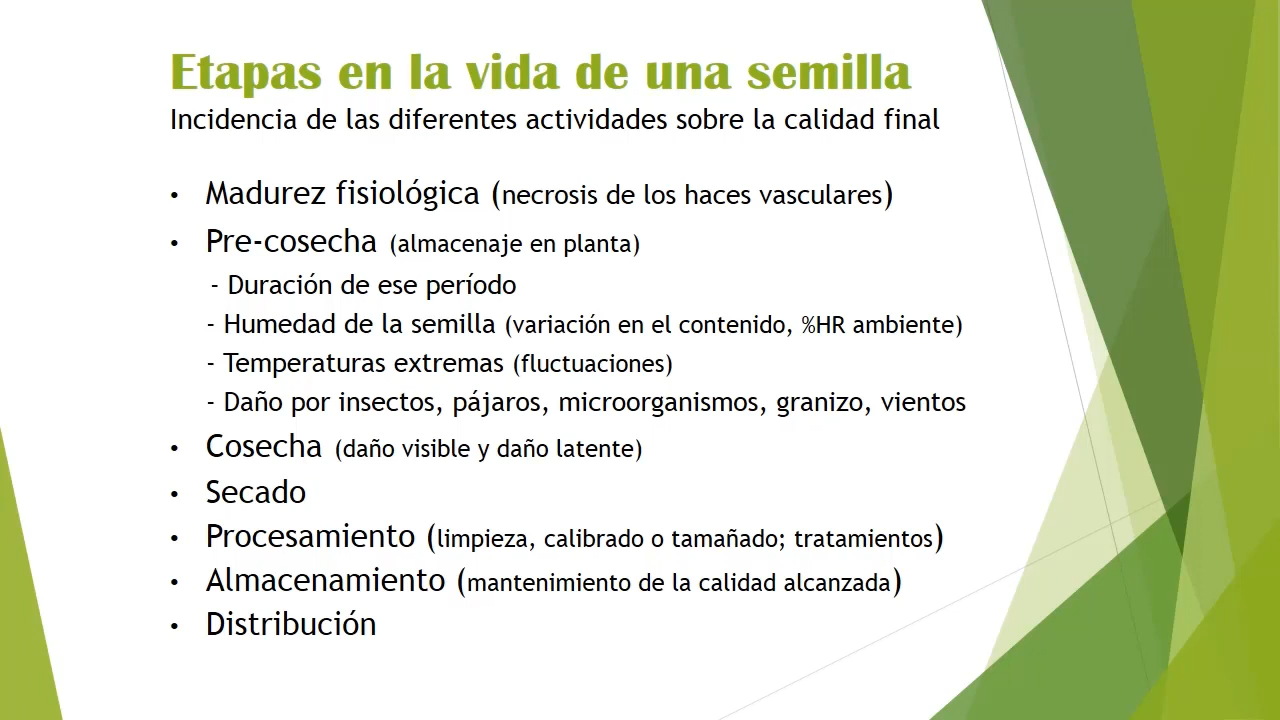 Etapas en la vida de una semilla
Incidencia de las diferentes actividades sobre la calidad final
• Madurez fisiológica (necrosis de los haces vasculares)
• Pre-cosecha (almacenaje en planta)
- Duración de ese período
- Humedad de la semilla (variación en el contenido, %HR ambiente)
- Temperaturas extremas (fluctuaciones)
- Daño por insectos, pájaros, microorganismos, granizo, vientos
• Cosecha (daño visible y daño latente)
• Secado
• Procesamiento (limpieza, calibrado o tamañado; tratamientos)
• Almacenamiento (mantenimiento de la calidad alcanzada)
• Distribución